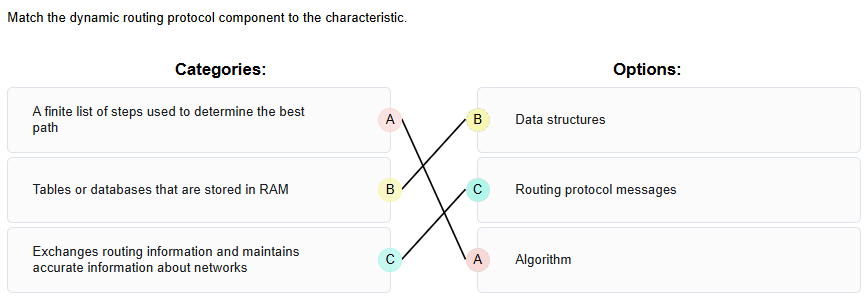 Match the dynamic routing protocol component to the characteristic.
Categories:
Options:
A finite list of steps used to determine the best
path
A
B
Data structures
Tables or databases that are stored in RAM
B
C
Routing protocol messages
Exchanges routing information and maintains
accurate information about networks
C
A
Algorithm